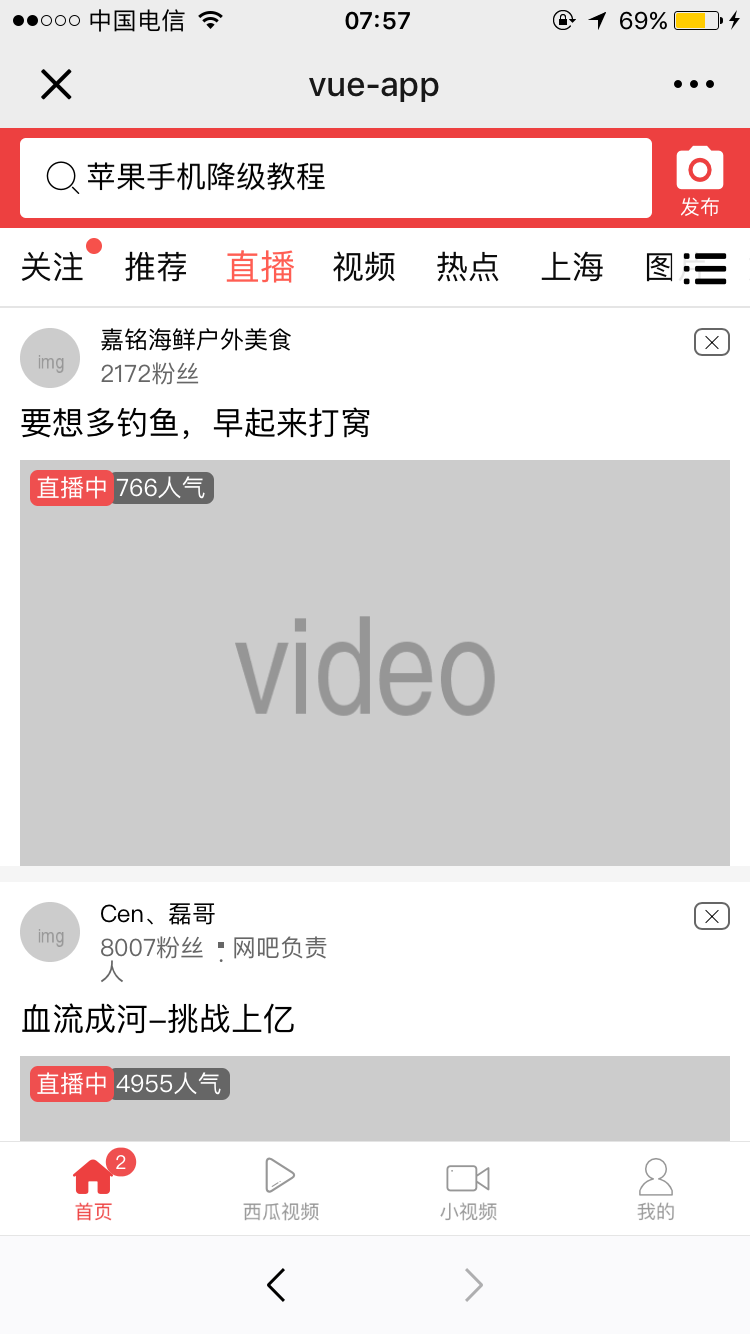 中国电信
07:57
69%
vue-app
苹果手机降级教程
发布
关注 推荐 直播 视频 热点 上海 图
img
嘉铭海鲜户外美食
2172粉丝
要想多钓鱼，早起来打窝
直播中 766人气
video
img
Cen、磊哥
8007粉丝 · 网吧负责
人
血流成河–挑战上亿
直播中 4955人气
2
首页 西瓜视频 小视频 我的